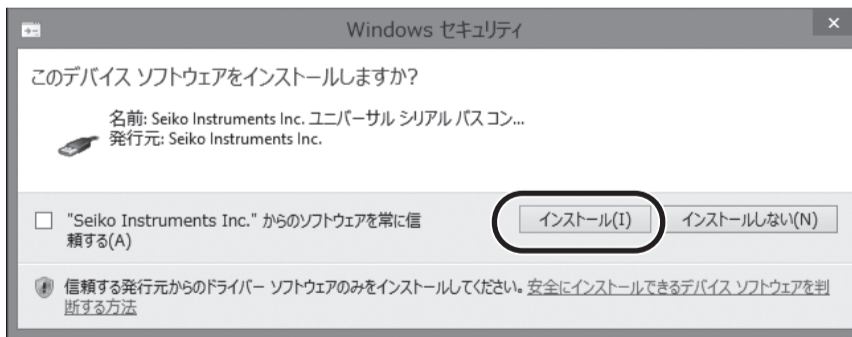 Windows セキュリティ
×
このデバイス ソフトウェアをインストールしますか?
名前: Seiko Instruments Inc. ユニバーサル シリアル バス コン...
発行元: Seiko Instruments Inc.
"Seiko Instruments Inc." からのソフトウェアを常に信
頼する(A)
インストール(I)
インストールしない(N)
信頼する発行元からのドライバー ソフトウェアのみをインストールしてください。安全にインストールできるデバイス ソフトウェアを判
断する方法